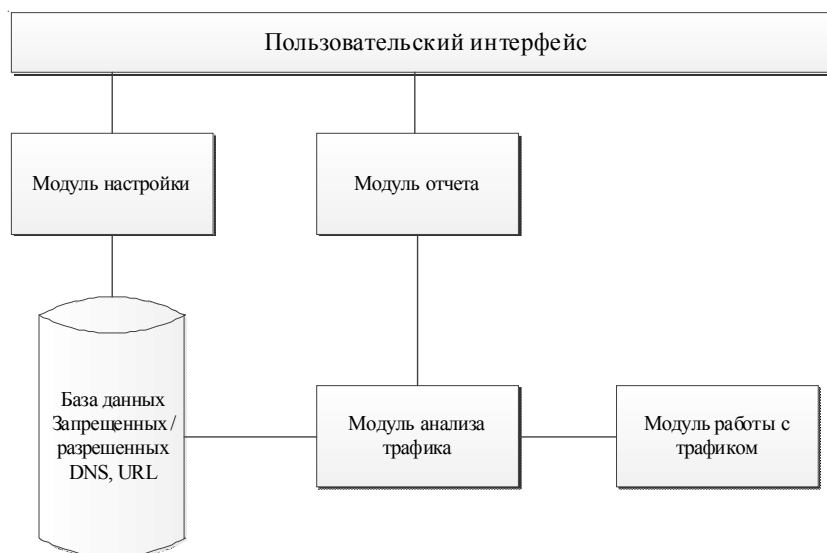 Пользовательский интерфейс
Модуль настройки
Модуль отчета
База данных
Запрещенных /
разрешенных
DNS, URL
Модуль анализа
трафика
Модуль работы с
трафиком